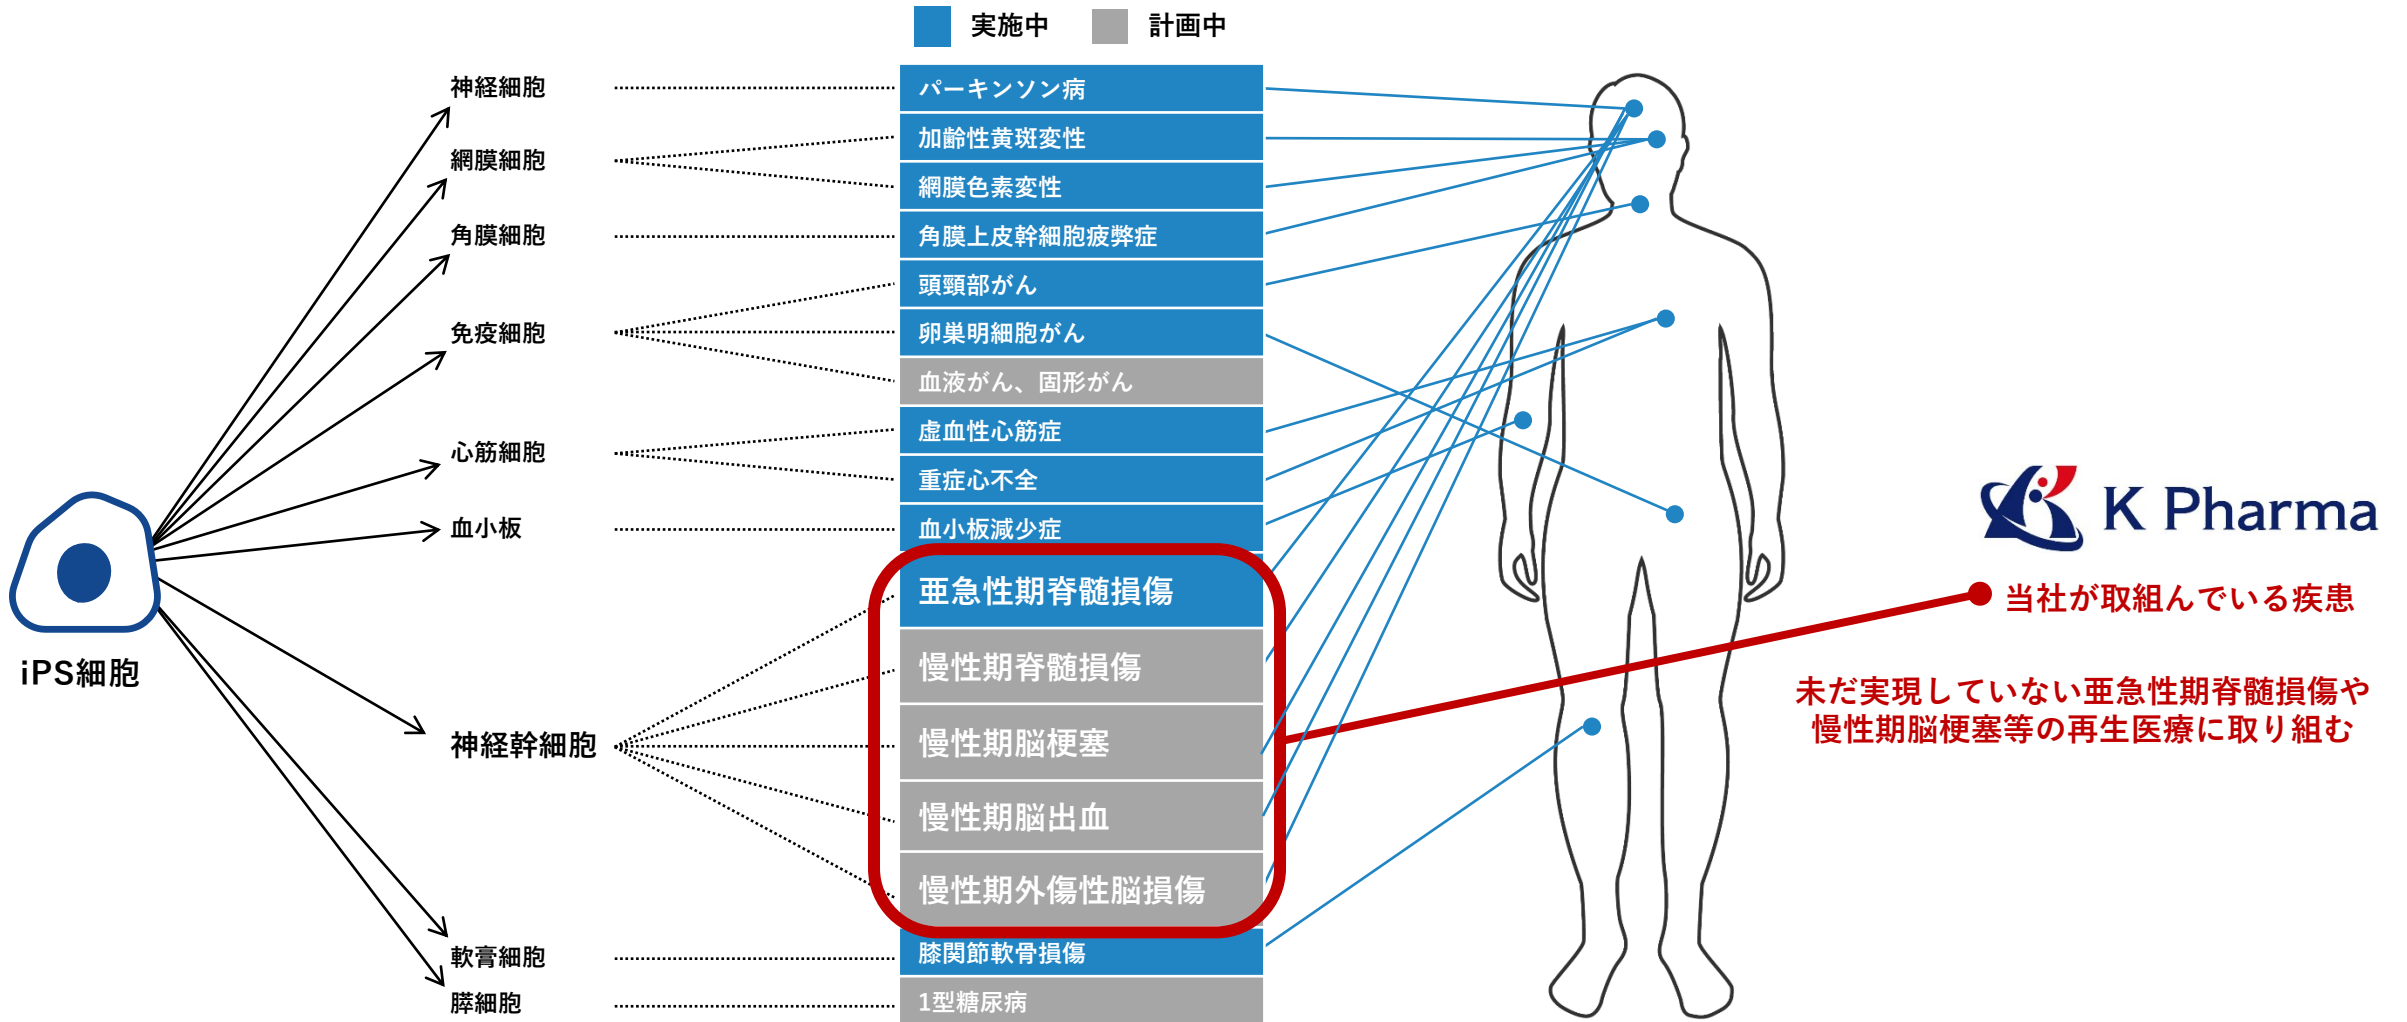 実施中
計画中
神経細胞
網膜細胞
角膜細胞
免疫細胞
心筋細胞
血小板
神経幹細胞
軟膏細胞
膵細胞
iPS細胞
パーキンソン病
加齢性黄斑変性
網膜色素変性
角膜上皮幹細胞疲弊症
頭頸部がん
卵巣明細胞がん
血液がん、固形がん
虚血性心筋症
重症心不全
血小板減少症
亜急性期脊髄損傷
慢性期脊髄損傷
慢性期脳梗塞
慢性期脳出血
慢性期外傷性脳損傷
膝関節軟骨損傷
1型糖尿病
K Pharma
当社が取組んでいる疾患
未だ実現していない亜急性期脊髄損傷や
慢性期脳梗塞等の再生医療に取り組む